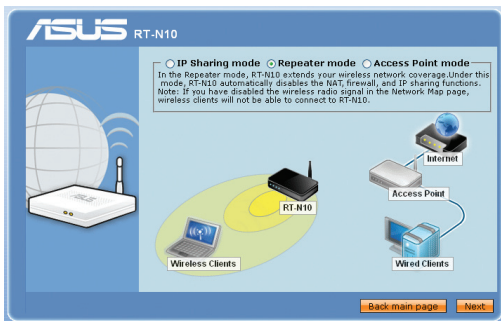 ASUS RT-N10
IP Sharing mode Repeater mode Access Point mode
In the Repeater mode, RT-N10 extends your wireless network coverage.Under this
mode, RT-N10 automatically disables the NAT, firewall, and IP sharing functions.
Note: If you have disabled the wireless radio signal in the Network Map page,
wireless clients will not be able to connect to RT-N10.
Internet
Access Point
RT-N10
Wireless Clients
Wired Clients
ASUS
Back main page Next